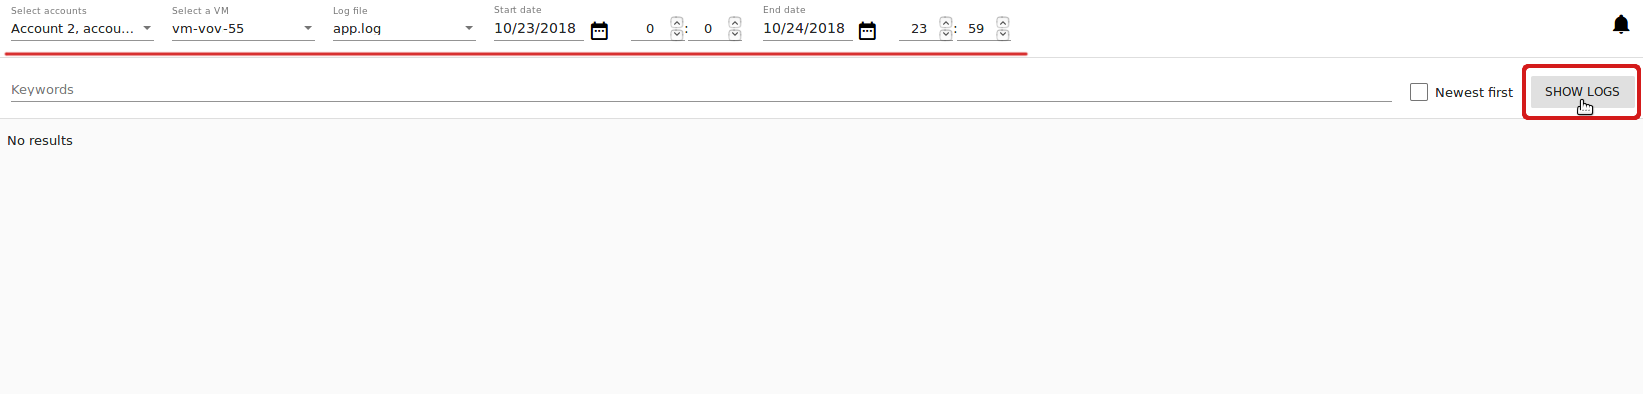 Select accounts Select a VM Log file Start date End date
Account 2, accou... vm-vov-55 app.log 10/23/2018 0 : 0 10/24/2018 23 : 59
Keywords Newest first SHOW LOGS
No results